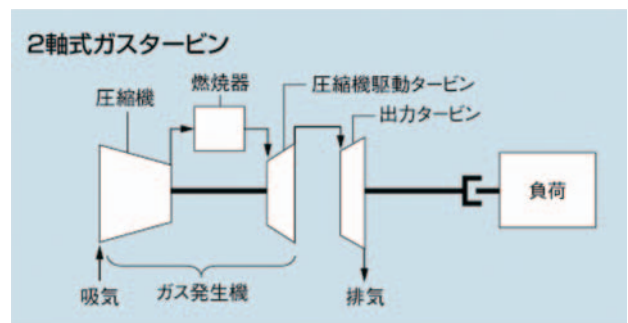 2軸式ガスタービン
燃焼器
圧縮機駆動タービン
圧縮機
出力タービン
負荷
吸気
ガス発生機
排気